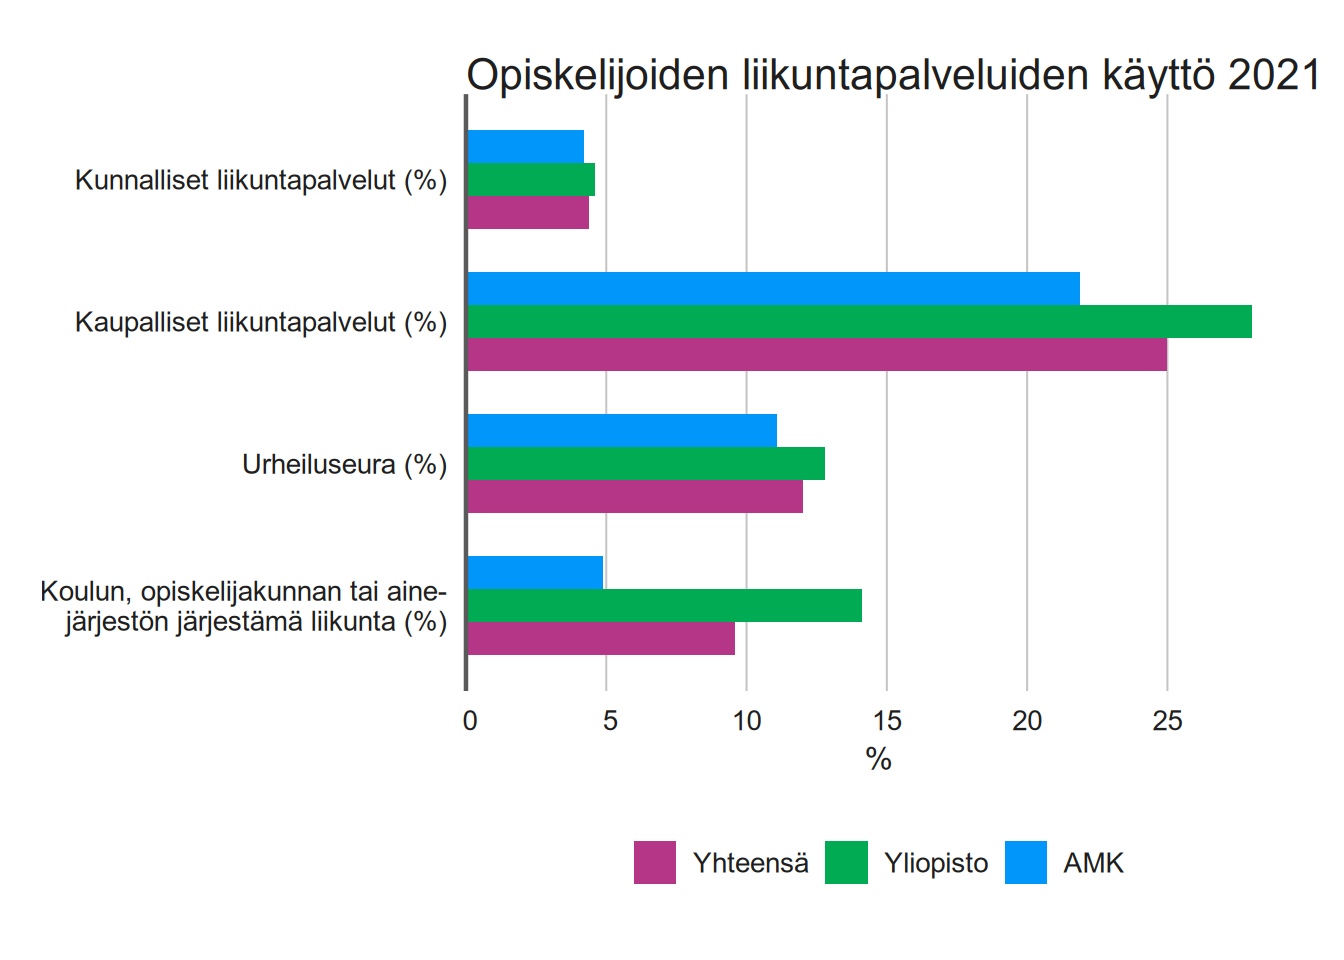 Opiskelijoiden liikuntapalveluiden käyttö 2021
Kunnalliset liikuntapalvelut (%)
Kaupalliset liikuntapalvelut (%)
Urheiluseura (%)
Koulun, opiskelijakunnan tai aine-
järjestön järjestämä liikunta (%)
0 5 10 15 20 25
%
Yhteensä Yliopisto AMK